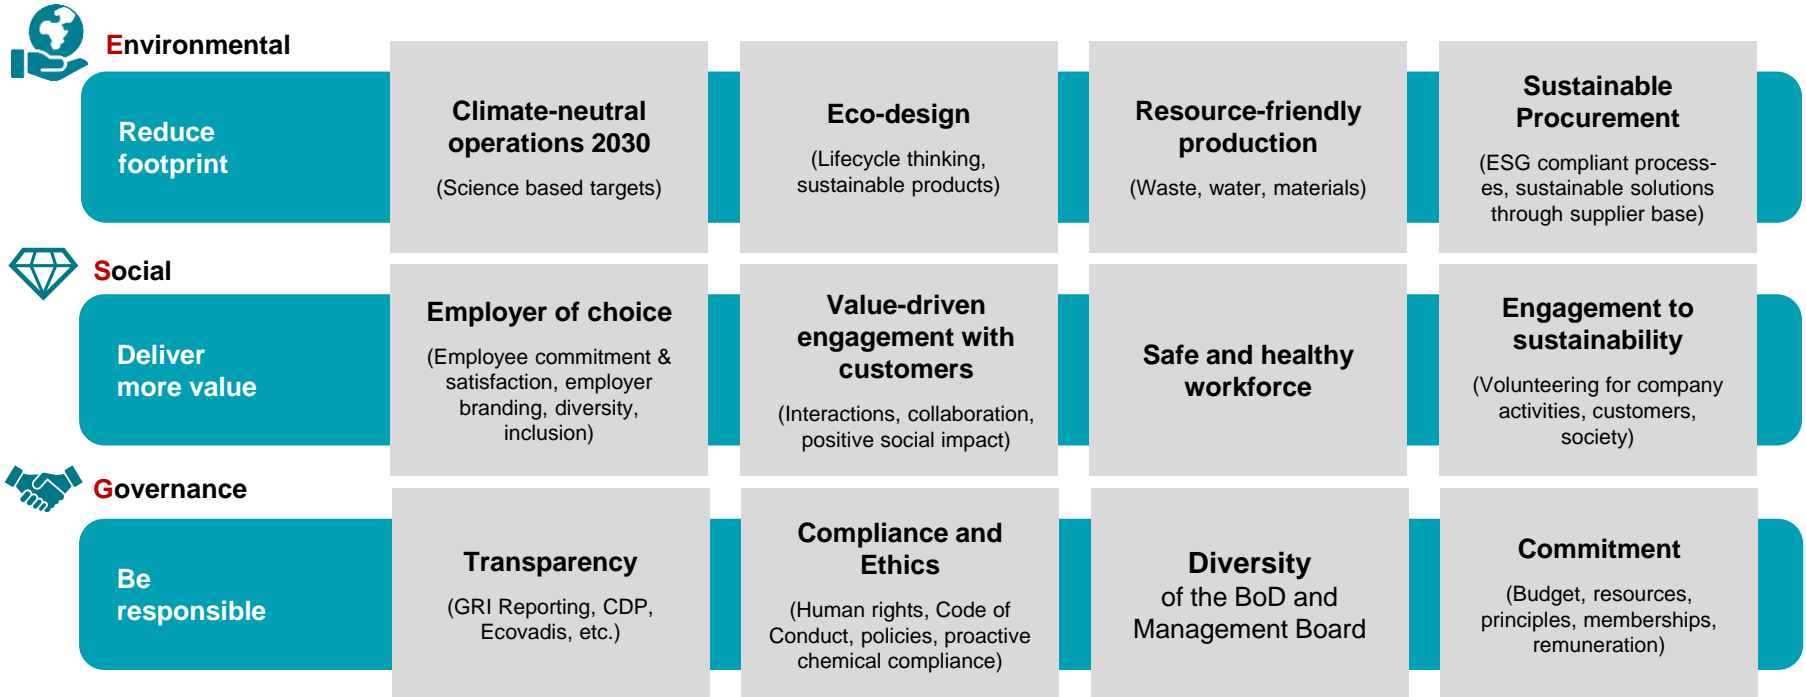 Environmental
Reduce
footprint
Climate-neutral
operations 2030
(Science based targets)
Eco-design
(Lifecycle thinking,
sustainable products)
Resource-friendly
production
(Waste, water, materials)
Sustainable
Procurement
(ESG compliant process-
es, sustainable solutions
through supplier base)
Social
Deliver
more value
Employer of choice
(Employee commitment &
satisfaction, employer
branding, diversity,
inclusion)
Value-driven
engagement with
customers
(Interactions, collaboration,
positive social impact)
Safe and healthy
workforce
Engagement to
sustainability
(Volunteering for company
activities, customers,
society)
Governance
Be
responsible
Transparency
(GRI Reporting, CDP,
Ecovadis, etc.)
Compliance and
Ethics
(Human rights, Code of
Conduct, policies, proactive
chemical compliance)
Diversity
of the BoD and
Management Board
Commitment
(Budget, resources,
principles, memberships,
remuneration)